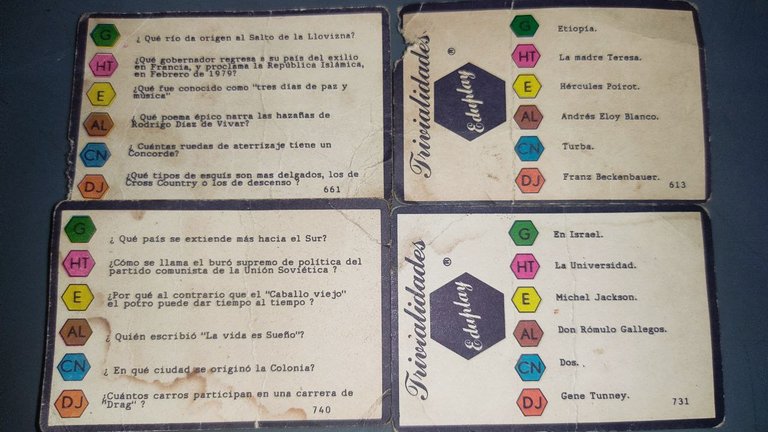 G ¿ Qué río da origen al Salto de la Llovizna?
HT ¿Qué gobernador regresa a su país del exilio
en Francia, y proclama la República Islámica,
en Febrero de 1979?
E ¿Qué fue conocido como "tres días de paz y
música"
AL ¿ Qué poema épico narra las hazañas de
Rodrigo Díaz de Vivar?
CN ¿ Cuántas ruedas de aterrizaje tiene un
Concorde?
DJ ¿Qué tipos de esquís son mas delgados, los de
Cross Country o los de descenso ?
661
Trivialidades ®
Eduplay
G Etiopía.
HT La madre Teresa.
E Hércules Poirot.
AL Andrés Eloy Blanco.
CN Turba.
DJ Franz Beckenbauer.
613
G ¿ Qué país se extiende más hacia el Sur?
HT ¿Cómo se llama el buró supremo de política del
partido comunista de la Unión Soviética ?
E ¿Por qué al contrario que el "Caballo viejo"
el potro puede dar tiempo al tiempo ?
AL ¿ Quién escribió "La vida es Sueño"?
CN ¿ En qué ciudad se originó la Colonia?
DJ ¿Cuántos carros participan en una carrera de
"Drag" ?
740
Trivialidades ®
Eduplay
G En Israel.
HT La Universidad.
E Michel Jackson.
AL Don Rómulo Gallegos.
CN Dos.
DJ Gene Tunney.
731